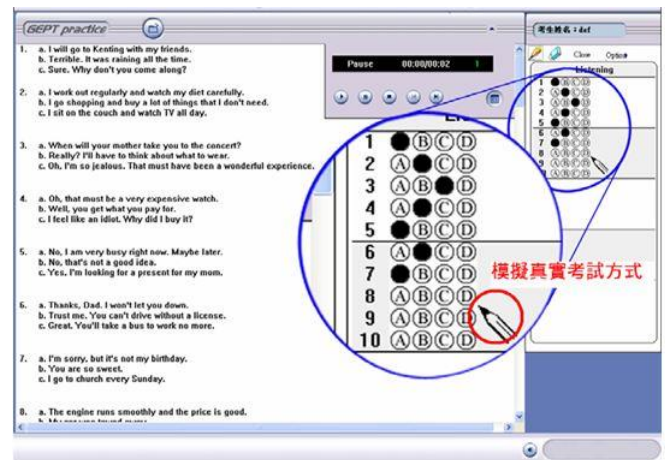 GEPT practice
1. a. I will go to Kenting with my friends.
b. Terrible. It was raining all the time.
c. Sure. Why don't you come along?
2. a. I work out regularly and watch my diet carefully.
b. I go shopping and buy a lot of things that I don't need.
c. I sit on the couch and watch TV all day.
3. a. When will your mother take you to the concert?
b. Really? I'll have to think about what to wear.
c. Oh, I'm so jealous. That must have been a wonderful experience.
4. a. Oh, that must be a very expensive watch.
b. Well, you get what you pay for.
c. I feel like an idiot. Why did I buy it?
5. a. No, I am very busy right now. Maybe later.
b. No, that's not a good idea.
c. Yes, I'm looking for a present for my mom.
6. a. Thanks, Dad. I won't let you down.
b. Trust me. You can't drive without a license.
c. Great. You'll take a bus to work no more.
7. a. I'm sorry, but it's not my birthday.
b. You are so sweet.
c. I go to church every Sunday.
8. a. The engine runs smoothly and the price is good.
Pause 00:00/00:02 1
1 B C D
2 A C D
3 A B D
4 A C D
5 B C D
6 A C D
7 B C D
8 A B C D
9 A B C D
10 A B C D
模擬真實考試方式
考生姓名：def
Close Option
Listening
1 B C D
2 A C D
3 A B D
4 A C D
5 B C D
6 A C D
7 B C D
8 A B C D